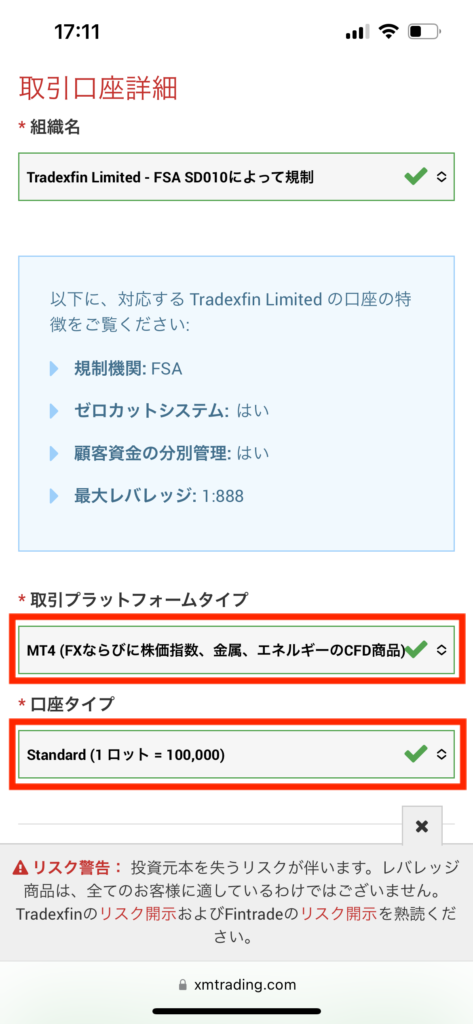 17:11
取引口座詳細
* 組織名
Tradexfin Limited - FSA SD010によって規制
以下に、対応する Tradexfin Limited の口座の特
徴をご覧ください:
規制機関: FSA
ゼロカットシステム: はい
顧客資金の分別管理: はい
最大レバレッジ: 1:888
* 取引プラットフォームタイプ
MT4 (FXならびに株価指数、金属、エネルギーのCFD商品)
* 口座タイプ
Standard (1 ロット = 100,000)
リスク警告： 投資元本を失うリスクが伴います。レバレッジ
商品は、全てのお客様に適しているわけではございません。
Tradexfinのリスク開示およびFintradeのリスク開示を熟読くだ
さい。
xmtrading.com